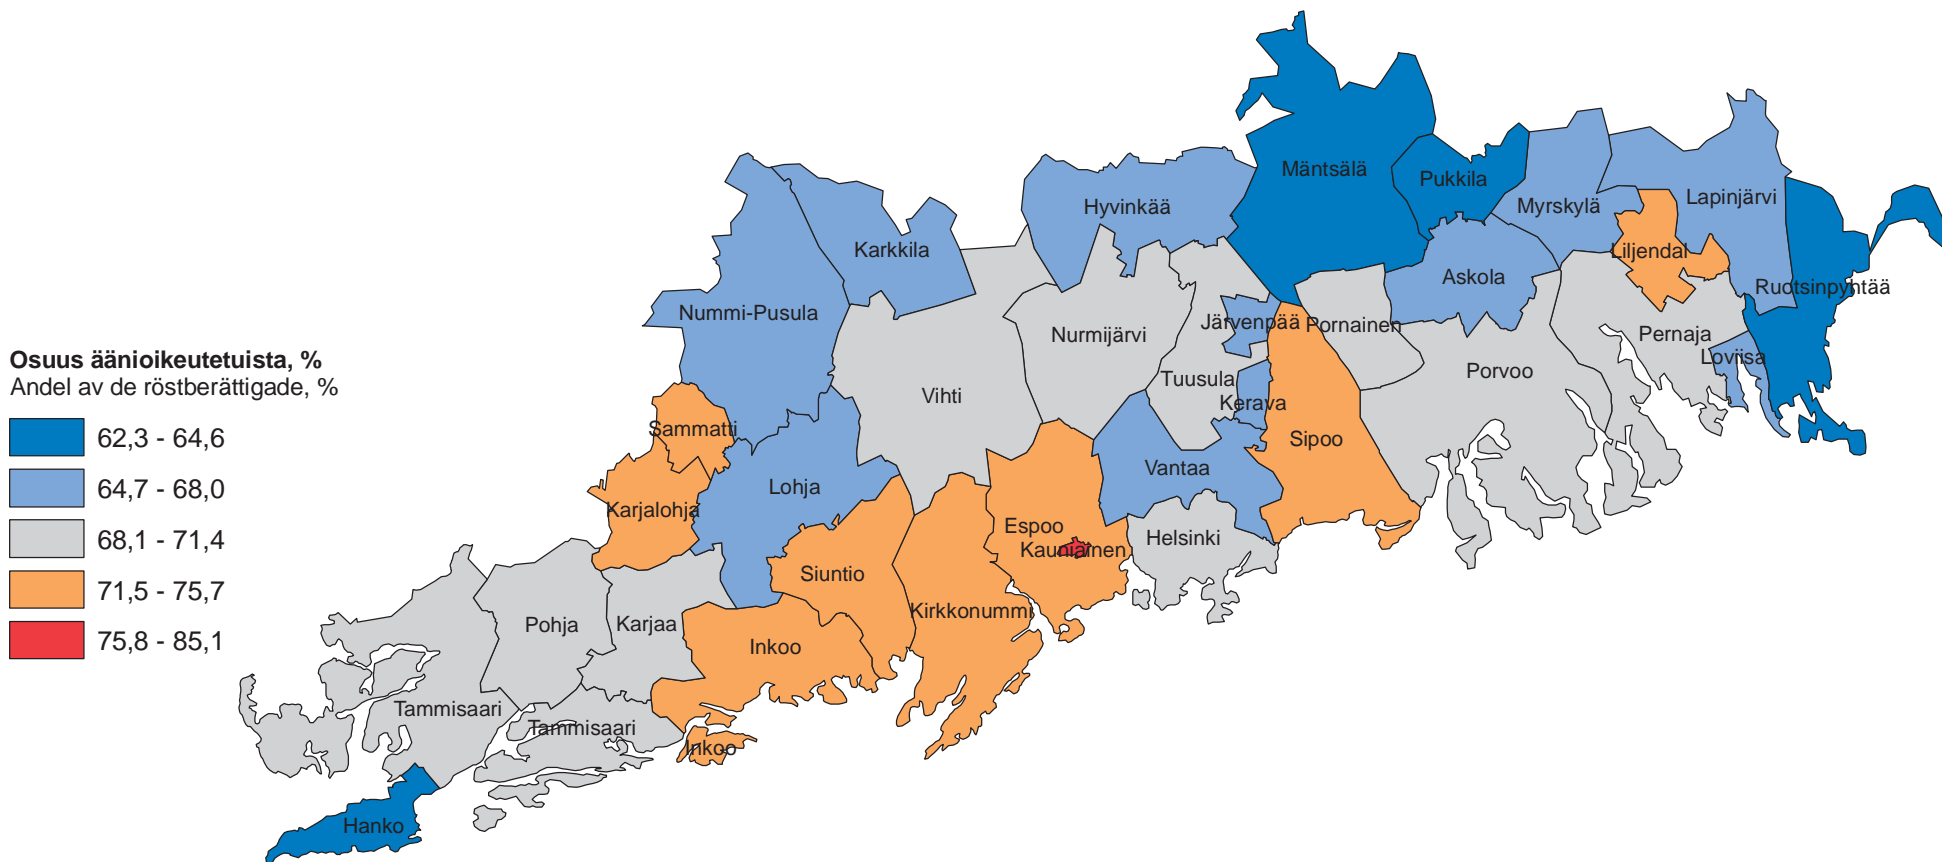 Osuus äänioikeutetuista, %
Andel av de röstberättigade, %
62,3 - 64,6
64,7 - 68,0
68,1 - 71,4
71,5 - 75,7
75,8 - 85,1
Mäntsälä
Pukkila
Myrskylä
Lapinjärvi
Hyvinkää
Karkkila
Liljendal
Askola
Ruotsinpyhtää
Nummi-Pusula
Järvenpää
Pornainen
Nurmijärvi
Pernaja
Loviisa
Porvoo
Tuusula
Vihti
Kerava
Sammatti
Sipoo
Vantaa
Lohja
Karjalohja
Espoo
Helsinki
Kauniainen
Siuntio
Kirkkonummi
Pohja
Karjaa
Inkoo
Tammisaari
Tammisaari
Inkoo
Hanko